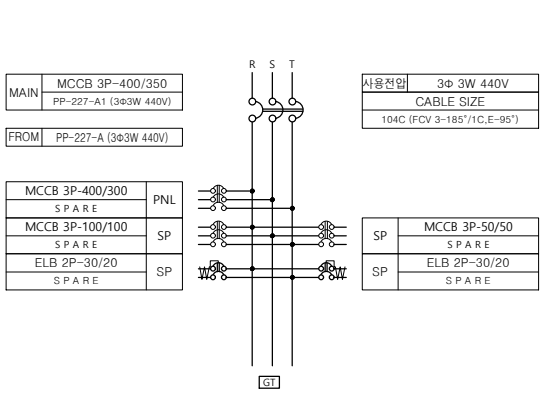 R S T
MAIN
MCCB 3P-400/350
PP-227-A1 (3Φ3W 440V)
사용전압 3Φ 3W 440V
CABLE SIZE
104C (FCV 3-185°/1C,E-95°)
FROM PP-227-A (3Φ3W 440V)
MCCB 3P-400/300
SPARE
PNL
MCCB 3P-100/100
SPARE
SP
SP
MCCB 3P-50/50
SPARE
ELB 2P-30/20
SPARE
SP
SP
ELB 2P-30/20
SPARE
GT